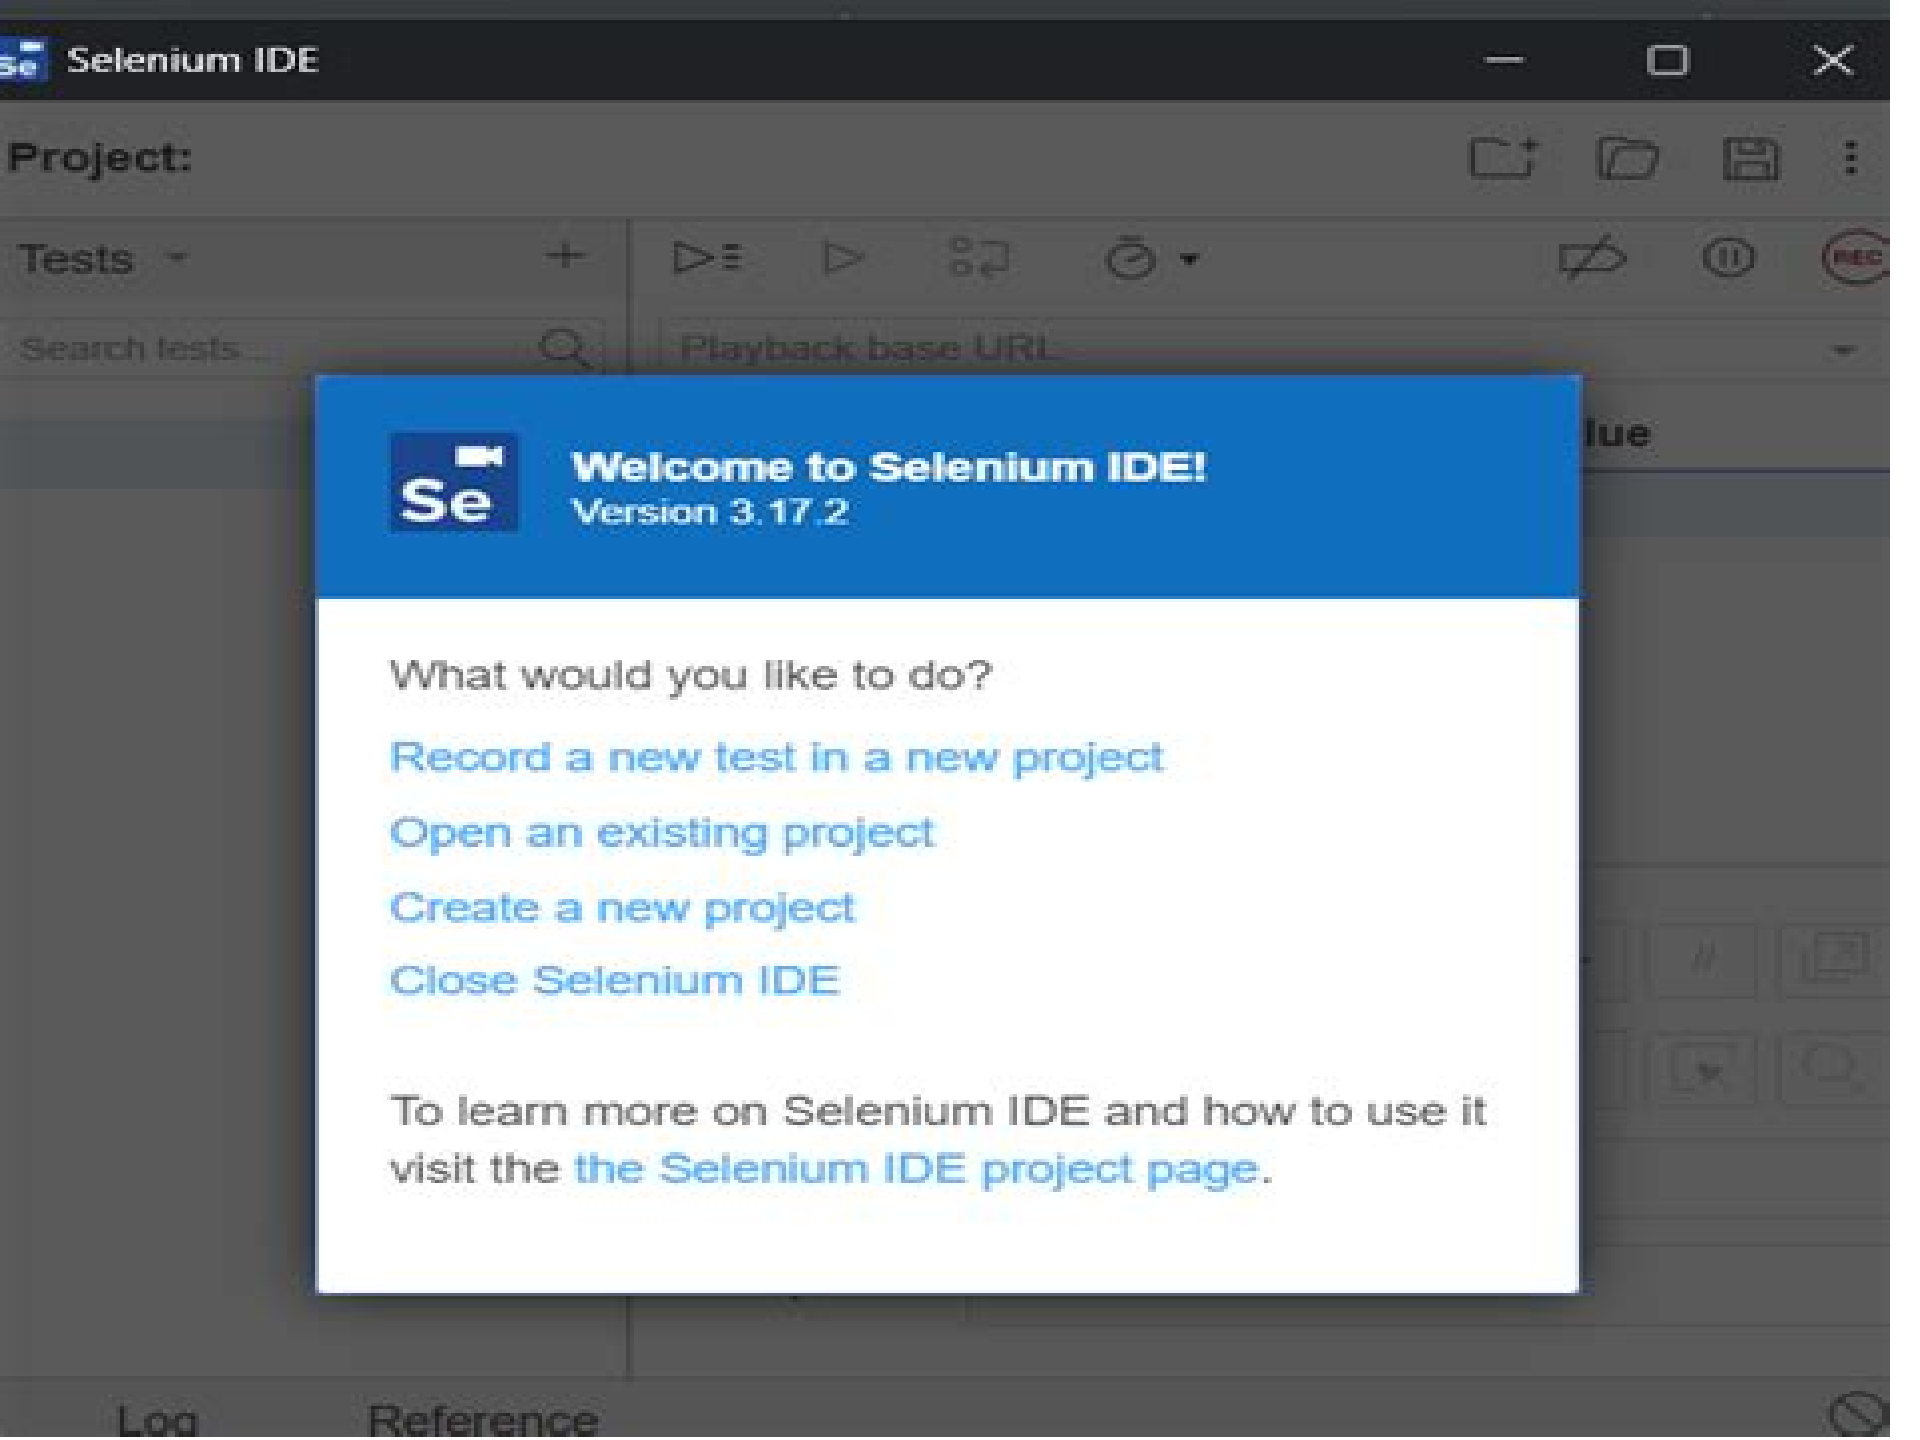 Se Selenium IDE
Project:
Tests
REC
Search tests...
Playback base URL
lue
Se
Welcome to Selenium IDE!
Version 3.17.2
What would you like to do?
Record a new test in a new project
Open an existing project
Create a new project
Close Selenium IDE
//
To learn more on Selenium IDE and how to use it
visit the the Selenium IDE project page.
Log Reference